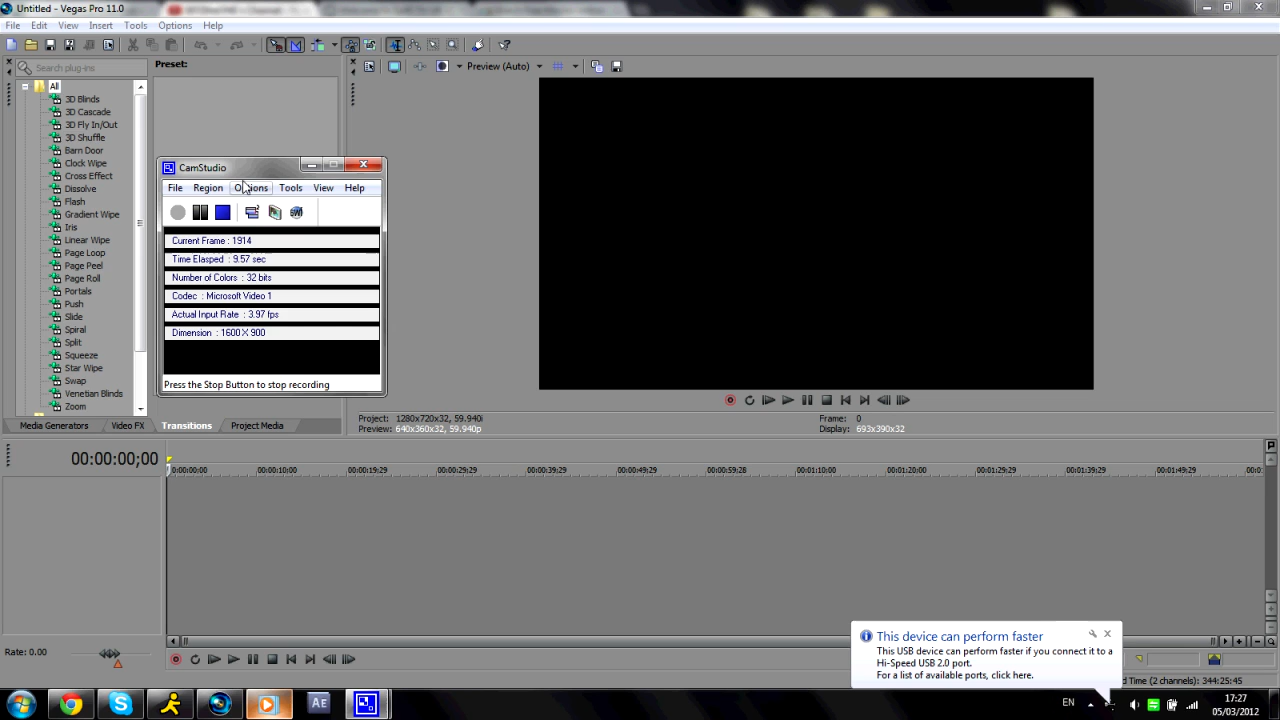 Untitled - Vegas Pro 11.0
File Edit View Insert Tools Options
Search plug-ins
Preset:
Preview (Auto)
All
3D Blinds
3D Cascade
3D Fly In/Out
3D Shuffle
Barn Door
Clock Wipe
Cross Effect
Dissolve
Flash
Gradient Wipe
Iris
Linear Wipe
Page Loop
Page Peel
Page Roll
Portals
Push
Slide
Spiral
Split
Squeeze
Star Wipe
Swap
Venetian Blinds
Zoom
CamStudio
File Region Options Tools View Help
Current Frame : 1914
Time Elasped : 9.57 sec
Number of Colors : 32 bits
Codec : Microsoft Video 1
Actual Input Rate : 3.97 fps
Dimension : 1600 X 900
Press the Stop Button to stop recording
Media Generators Video FX Transitions Project Media
Project: 1280x720x32, 59.940i
Preview: 640x360x32, 59.940p
Frame: 0
Display: 693x390x32
00:00:00;00
0:00:00:00 00:00:10;00 00:00:19:29 00:00:29:29 00:00:39:29 00:00:49:29 00:00:59:28 00:01:10;00 00:01:20;00 00:01:29:29 00:01:39:29 00:01:49:29
Rate: 0.00
This device can perform faster
This USB device can perform faster if you connect it to a
Hi-Speed USB 2.0 port.
For a list of available ports, click here.
d Time (2 channels): 344:25:45
AE
EN
17:27
05/03/2012